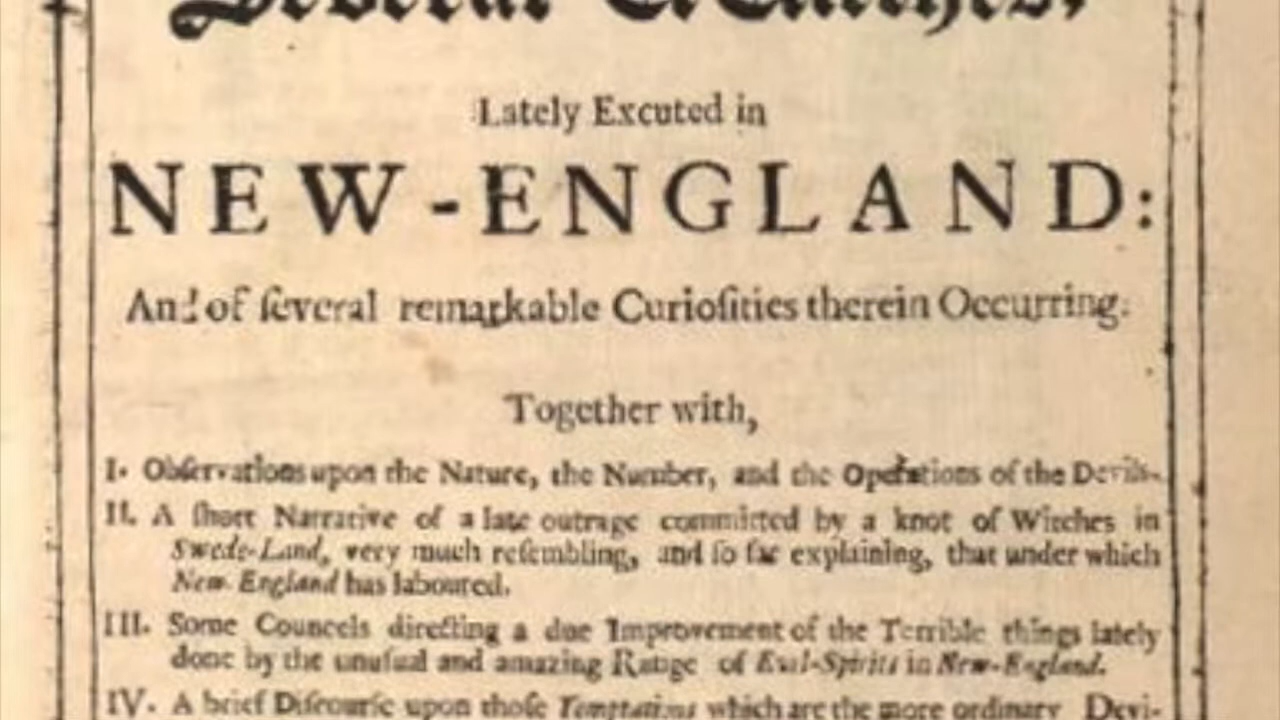 Several Witches,
Lately Excuted in
NEW-ENGLAND:
And of ſeveral remarkable Curioſities therein Occurring.
Together with,
I. Obſervations upon the Nature, the Number, and the Operations of the Devils.
II. A ſhort Narrative of a late outrage committed by a knot of Witches in
Swede-Land, very much reſembling, and ſo far explaining, that under which
New-England has laboured.
III. Some Councels directing a due Improvement of the Terrible things lately
done by the unuſual and amazing Range of Evil-Spirits in New-England.
IV. A brief Diſcourſe upon thoſe Temptations which are the more ordinary Devi-